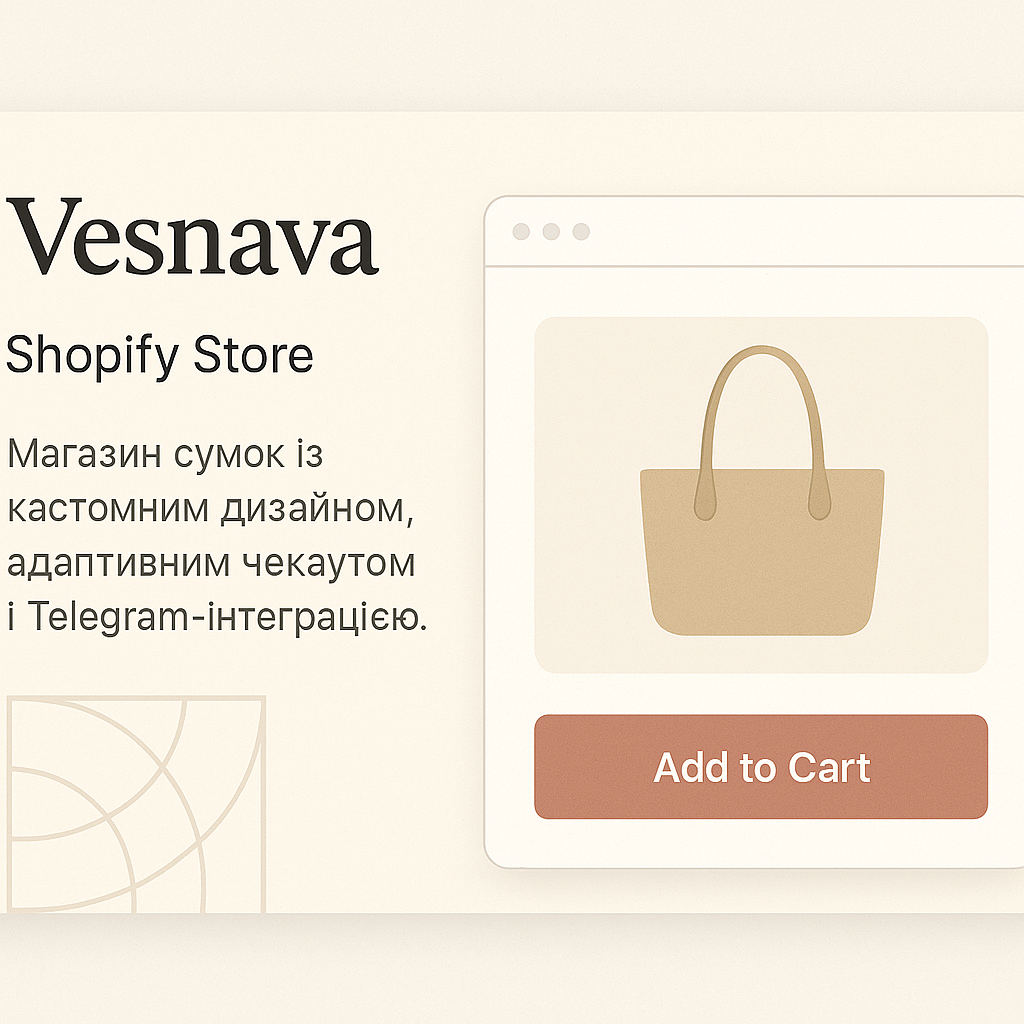 Vesnava
Shopify Store
Магазин сумок із
кастомним дизайном,
адаптивним чекаутом
і Telegram-інтеграцією.
Add to Cart